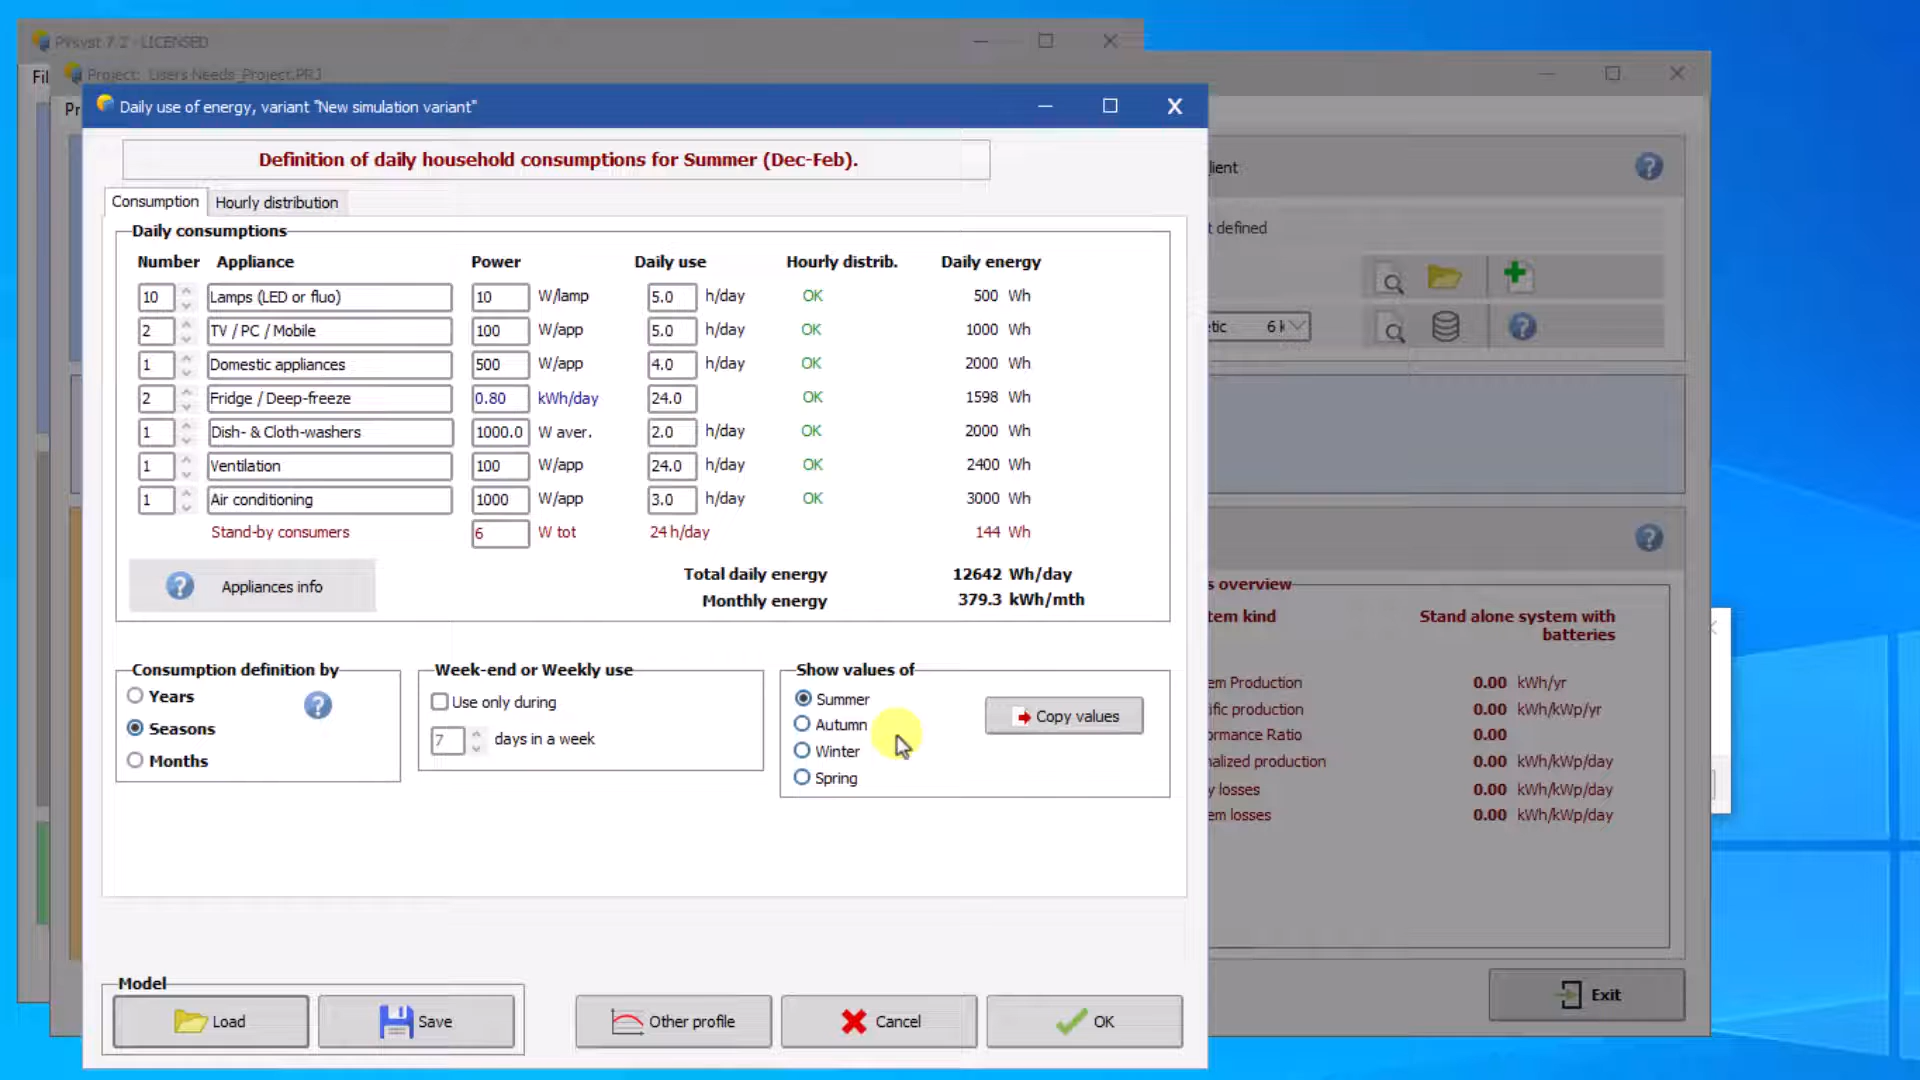 PVsyst 7.2 - LICENSED
Fil
Project: Users Needs_Project.PRJ
Pr
Daily use of energy, variant "New simulation variant"
Definition of daily household consumptions for Summer (Dec-Feb).
Consumption Hourly distribution
Daily consumptions
Number Appliance Power Daily use Hourly distrib. Daily energy
10 Lamps (LED or fluo) 10 W/lamp 5.0 h/day OK 500 Wh
2 TV / PC / Mobile 100 W/app 5.0 h/day OK 1000 Wh
1 Domestic appliances 500 W/app 4.0 h/day OK 2000 Wh
2 Fridge / Deep-freeze 0.80 kWh/day 24.0 OK 1598 Wh
1 Dish- & Cloth-washers 1000.0 W aver. 2.0 h/day OK 2000 Wh
1 Ventilation 100 W/app 24.0 h/day OK 2400 Wh
1 Air conditioning 1000 W/app 3.0 h/day OK 3000 Wh
Stand-by consumers 6 W tot 24 h/day 144 Wh
Appliances info
Total daily energy 12642 Wh/day
Monthly energy 379.3 kWh/mth
Consumption definition by
Years
Seasons
Months
Week-end or Weekly use
Use only during
7 days in a week
Show values of
Summer
Autumn
Winter
Spring
Copy values
Model
Load Save Other profile Cancel OK
lient
t defined
tic 6 k
s overview
tem kind Stand alone system with
batteries
em Production 0.00 kWh/yr
ific production 0.00 kWh/kWp/yr
ormance Ratio 0.00
nalized production 0.00 kWh/kWp/day
y losses 0.00 kWh/kWp/day
em losses 0.00 kWh/kWp/day
Exit